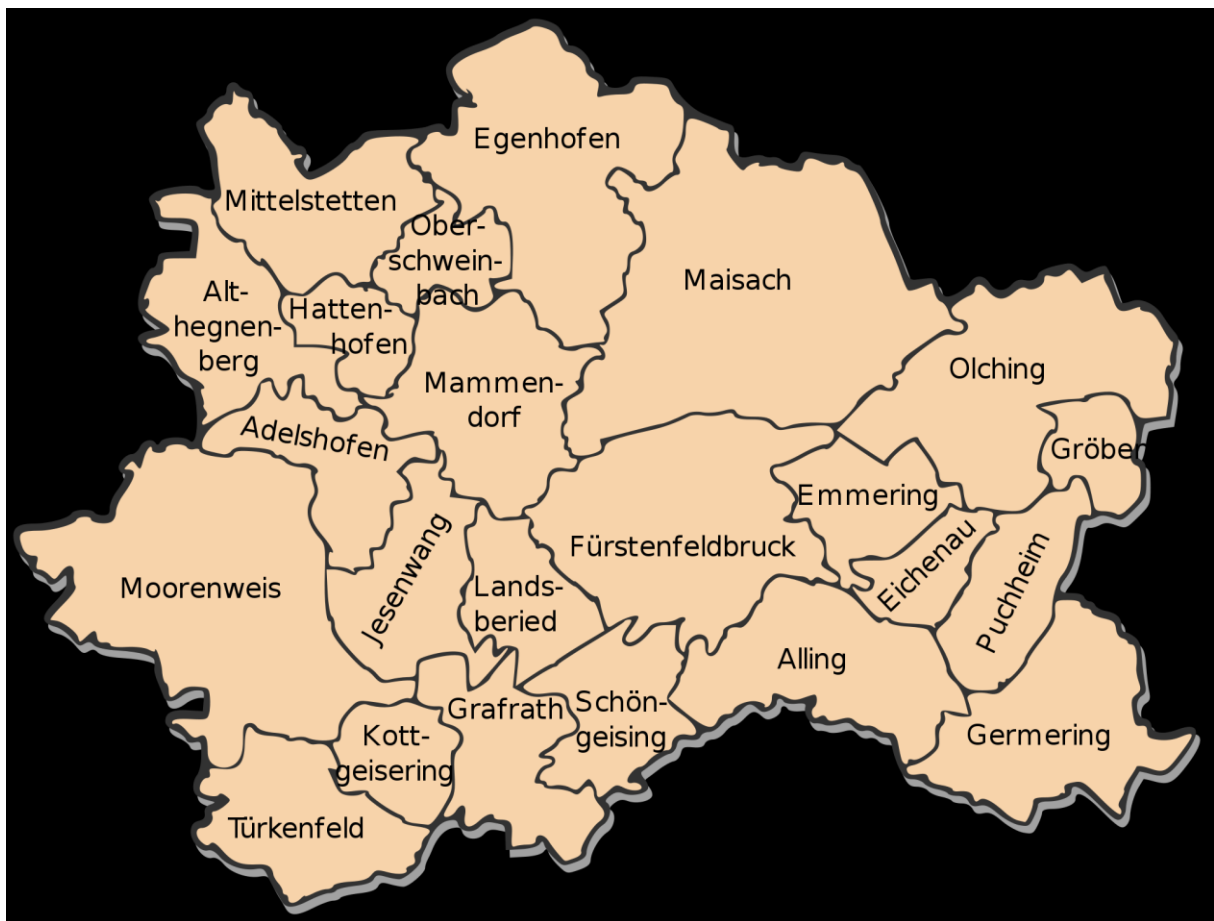 Egenhofen
Mittelstetten
Ober-
schwein-
bach
Maisach
Alt-
hegnen-
berg
Hatten-
hofen
Olching
Mammen-
dorf
Adelshofen
Gröben
Emmering
Fürstenfeldbruck
Eichenau
Puchheim
Jesenwang
Moorenweis
Lands-
beried
Alling
Grafrath
Schön-
geising
Kott-
geisering
Germering
Türkenfeld